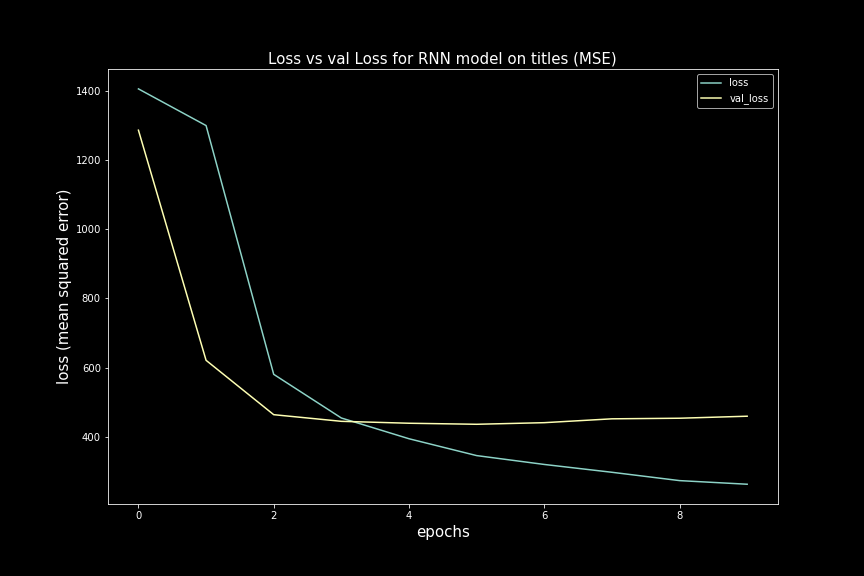 Loss vs val Loss for RNN model on titles (MSE)
loss
val_loss
loss (mean squared error)
1400
1200
1000
800
600
400
0
2
4
6
8
epochs